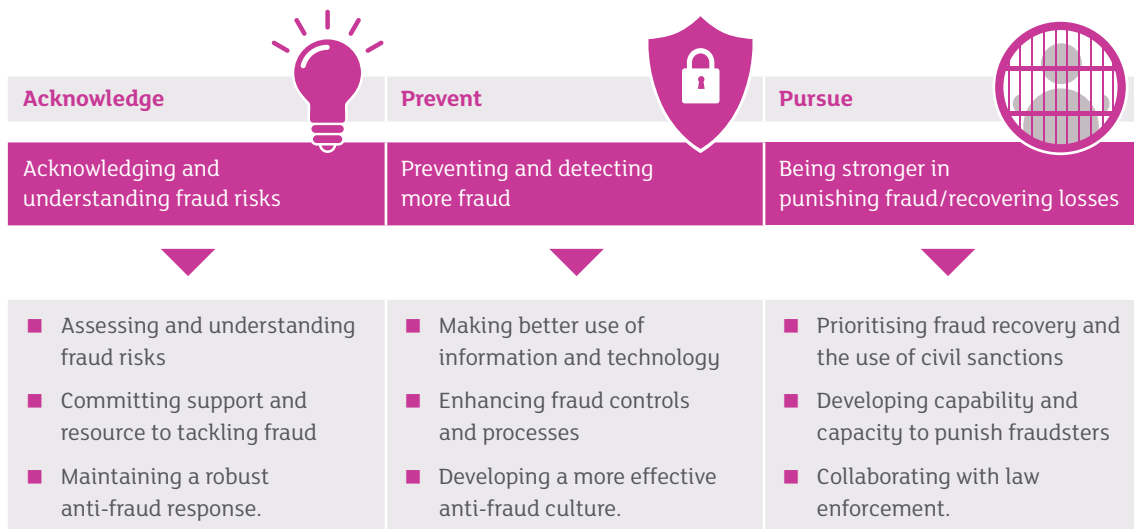 Acknowledge
Acknowledging and
understanding fraud risks
■ Assessing and understanding
fraud risks
■ Committing support and
resource to tackling fraud
■ Maintaining a robust
anti-fraud response.
Prevent
Preventing and detecting
more fraud
■ Making better use of
information and technology
■ Enhancing fraud controls
and processes
■ Developing a more effective
anti-fraud culture.
Pursue
Being stronger in
punishing fraud/recovering losses
■ Prioritising fraud recovery and
the use of civil sanctions
■ Developing capability and
capacity to punish fraudsters
■ Collaborating with law
enforcement.